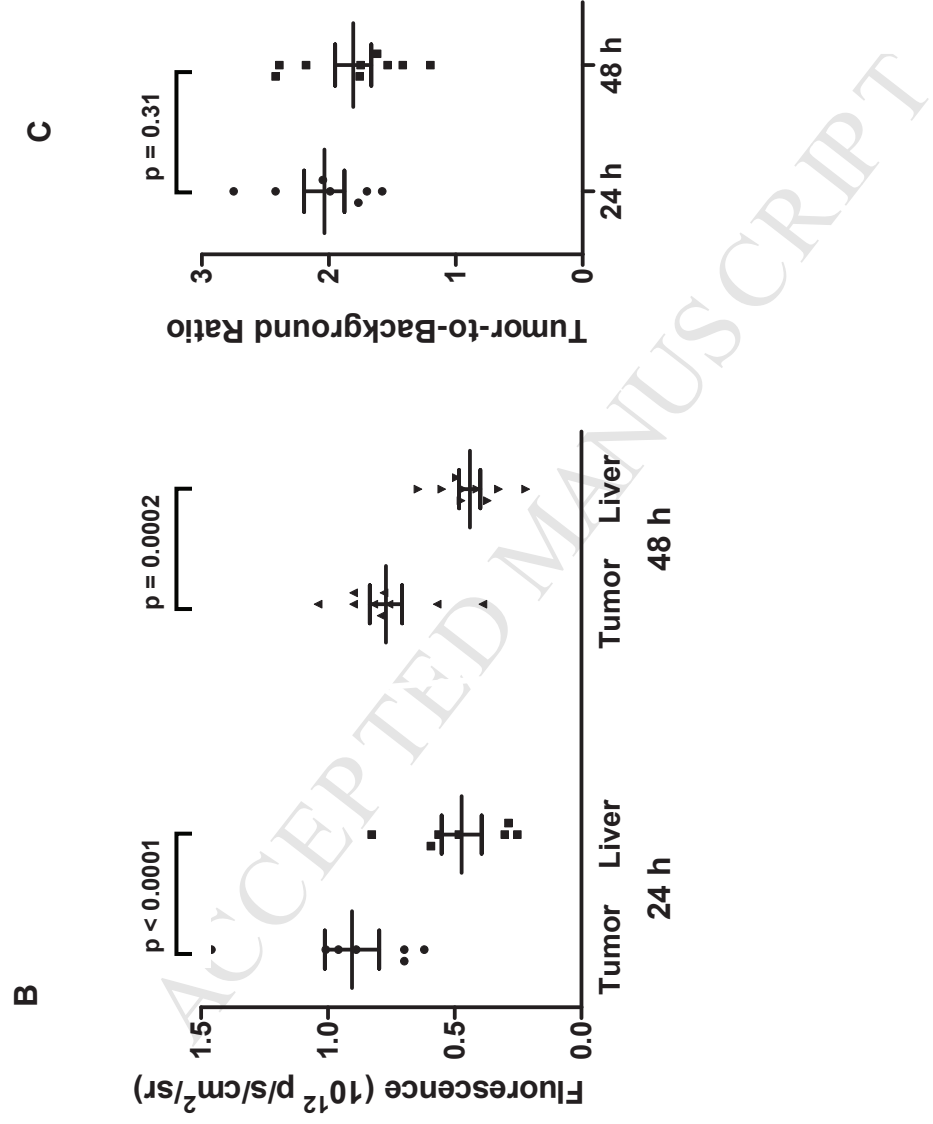 B
Fluorescence (10¹² p/s/cm²/sr)
1.5
1.0
0.5
0.0
p < 0.0001
p = 0.0002
Tumor Liver Tumor Liver
24 h 48 h
C
Tumor-to-Background Ratio
3
2
1
0
p = 0.31
24 h 48 h
ACCEPTED MANUSCRIPT